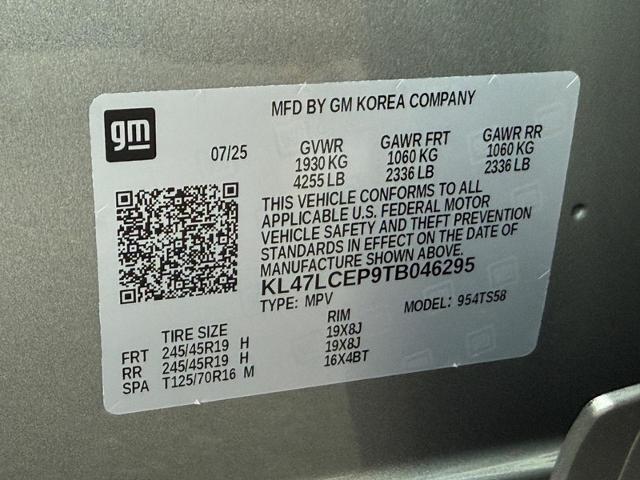 gm
MFD BY GM KOREA COMPANY
07/25 GVWR GAWR FRT GAWR RR
1930 KG 1060 KG 1060 KG
4255 LB 2336 LB 2336 LB
THIS VEHICLE CONFORMS TO ALL
APPLICABLE U.S. FEDERAL MOTOR
VEHICLE SAFETY AND THEFT PREVENTION
STANDARDS IN EFFECT ON THE DATE OF
MANUFACTURE SHOWN ABOVE.
KL47LCEP9TB046295
TYPE: MPV MODEL: 954TS58
TIRE SIZE RIM
FRT 245/45R19 H 19X8J
RR 245/45R19 H 19X8J
SPA T125/70R16 M 16X4BT